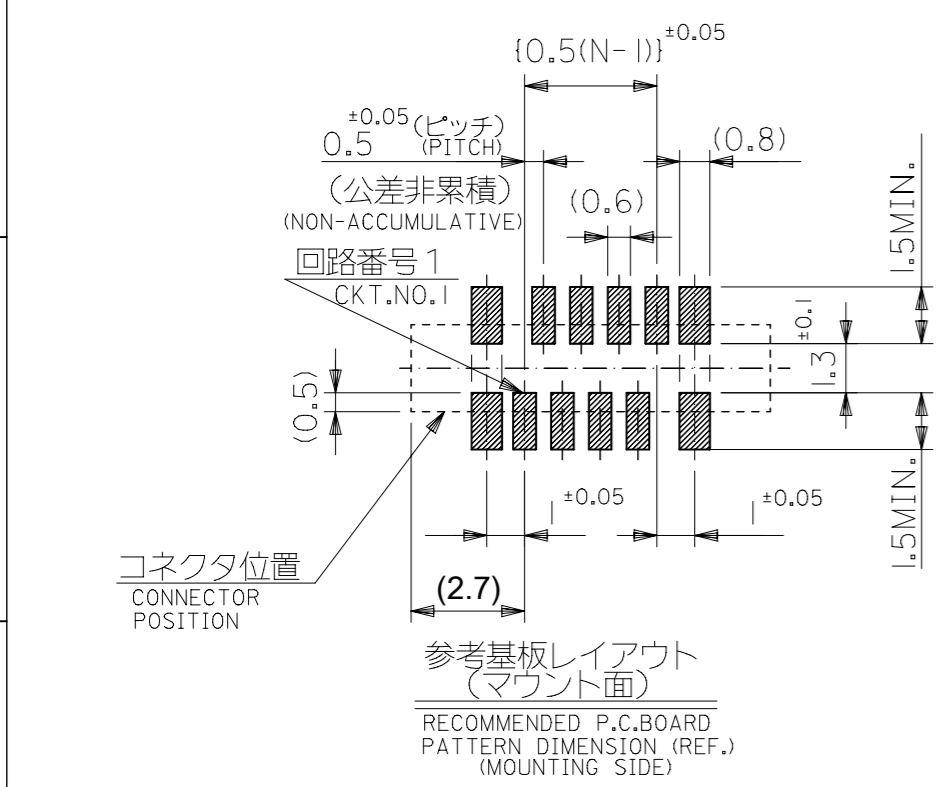 {0.5(N-1)}±0.05
±0.05
0.5 (ピッチ)
(PITCH)
(公差非累積)
(NON-ACCUMULATIVE)
(0.8)
(0.6)
1.5MIN.
回路番号1
CKT.NO.1
1.3±0.1
(0.5)
1±0.05
1±0.05
1.5MIN.
コネクタ位置
CONNECTOR
POSITION
(2.7)
参考基板レイアウト
(マウント面)
RECOMMENDED P.C.BOARD
PATTERN DIMENSION (REF.)
(MOUNTING SIDE)